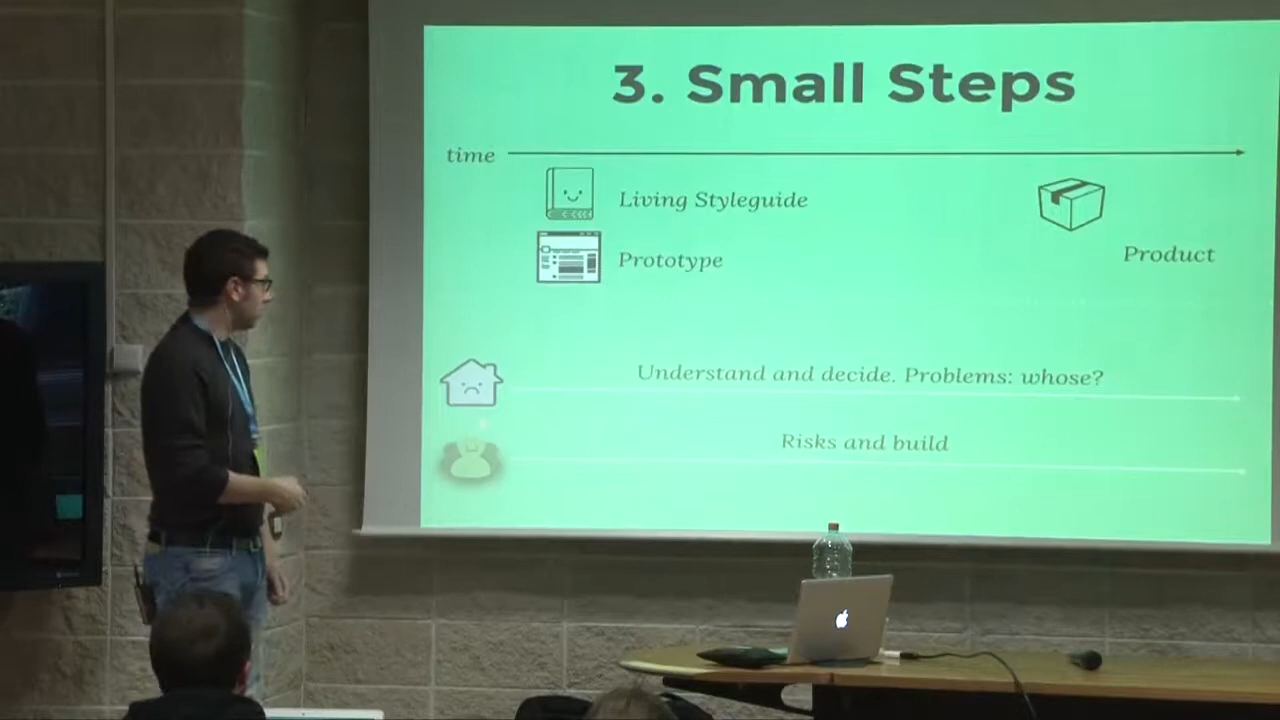 3. Small Steps
time
Living Styleguide
Prototype
Product
Understand and decide. Problems: whose?
Risks and build